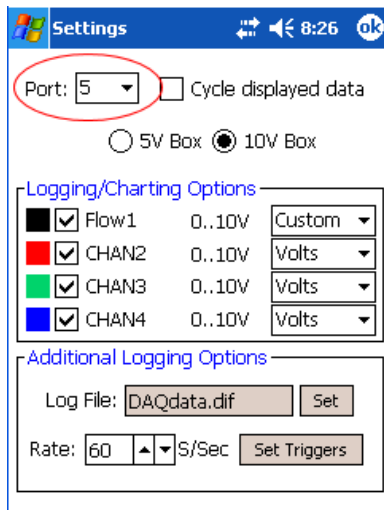 Settings 8:26 ok
Port: 5 Cycle displayed data
5V Box 10V Box
Logging/Charting Options
Flow1 0..10V Custom
CHAN2 0..10V Volts
CHAN3 0..10V Volts
CHAN4 0..10V Volts
Additional Logging Options
Log File: DAQdata.dif Set
Rate: 60 S/Sec Set Triggers